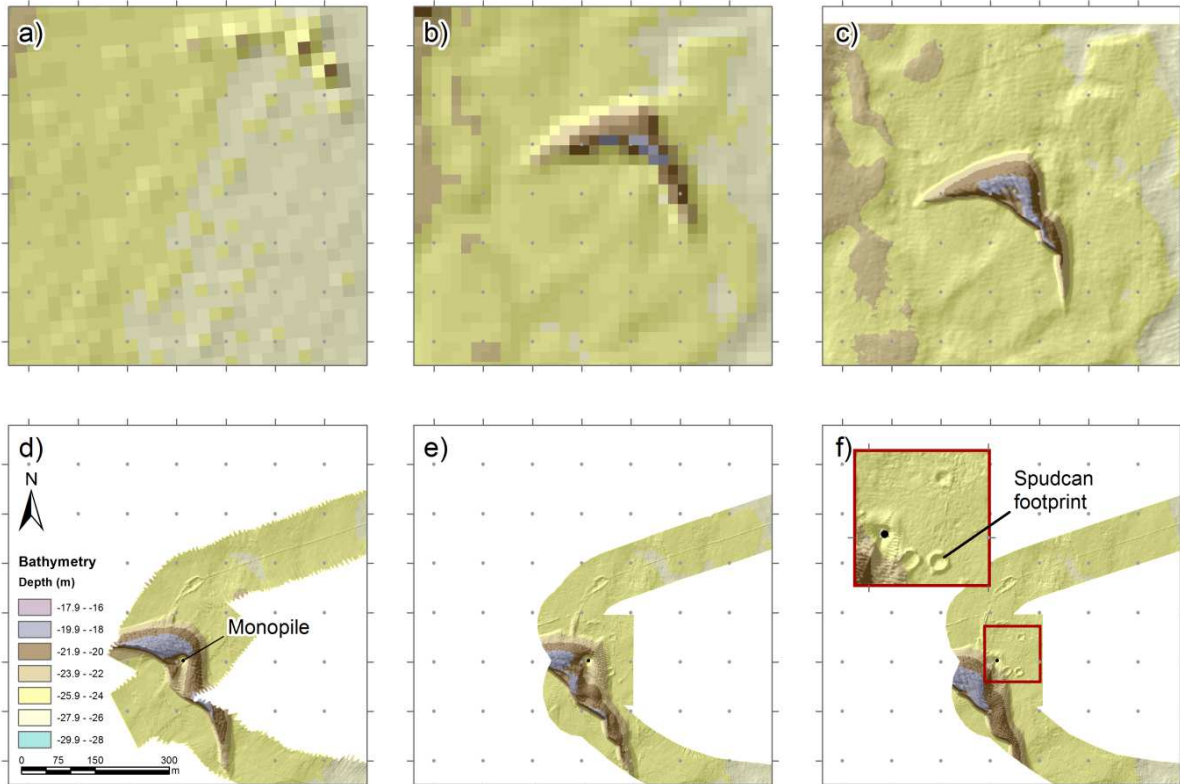 a)
b)
c)
d)
e)
f)
N
Spudcan
footprint
Monopile
Bathymetry
Depth (m)
-17.9 - -16
-19.9 - -18
-21.9 - -20
-23.9 - -22
-25.9 - -24
-27.9 - -26
-29.9 - -28
0 75 150 300
m